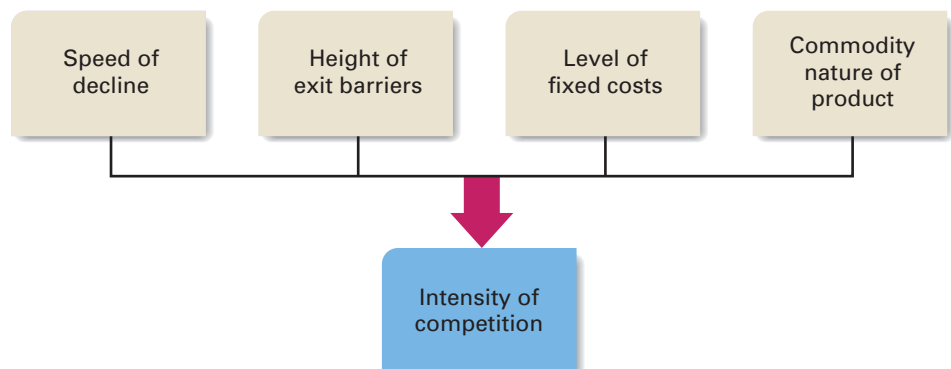 Speed of
decline
Height of
exit barriers
Level of
fixed costs
Commodity
nature of
product
Intensity of
competition